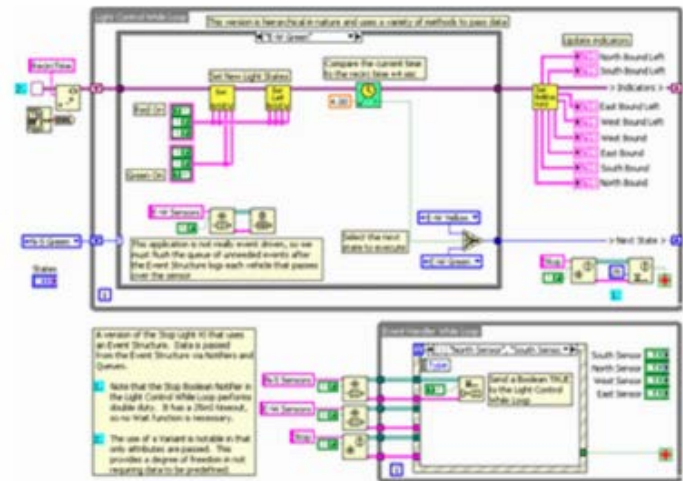 Light Control While Loop
This version is hierarchical in nature and uses a variety of methods to pass data
"E-W Green"
Update Indicators
Compare the current time
to the recirc time +4 sec
North Bound Left
South Bound Left
Set New Light States
> Indicators >
East Bound Left
West Bound Left
West Bound
East Bound
South Bound
North Bound
4.00
Red On
Green On
E-W Sensors
This application is not really event driven, so we
must flush the queue of unneeded events after
the Event Structure logs each vehicle that passes
over the sensor
Select the next
state to execute
E-W Yellow
E-W Green
N-S Green
> Next State >
States
Stop
A version of the Stop Light VI that uses
an Event Structure. Data is passed
from the Event Structure via Notifiers and
Queues.
Note that the Stop Boolean Notifier in
the Light Control While Loop performs
double duty. It has a 25mS timeout,
so no Wait function is necessary.
The use of a Variant is notable in that
only attributes are passed. This
provides a degree of freedom in not
requiring data to be predefined.
Event Handler While Loop
"North Sensor", "South Sensor"
Type
Send a Boolean TRUE
to the Light Control
While Loop
South Sensor
North Sensor
West Sensor
East Sensor
N-S Sensors
E-W Sensors
Stop